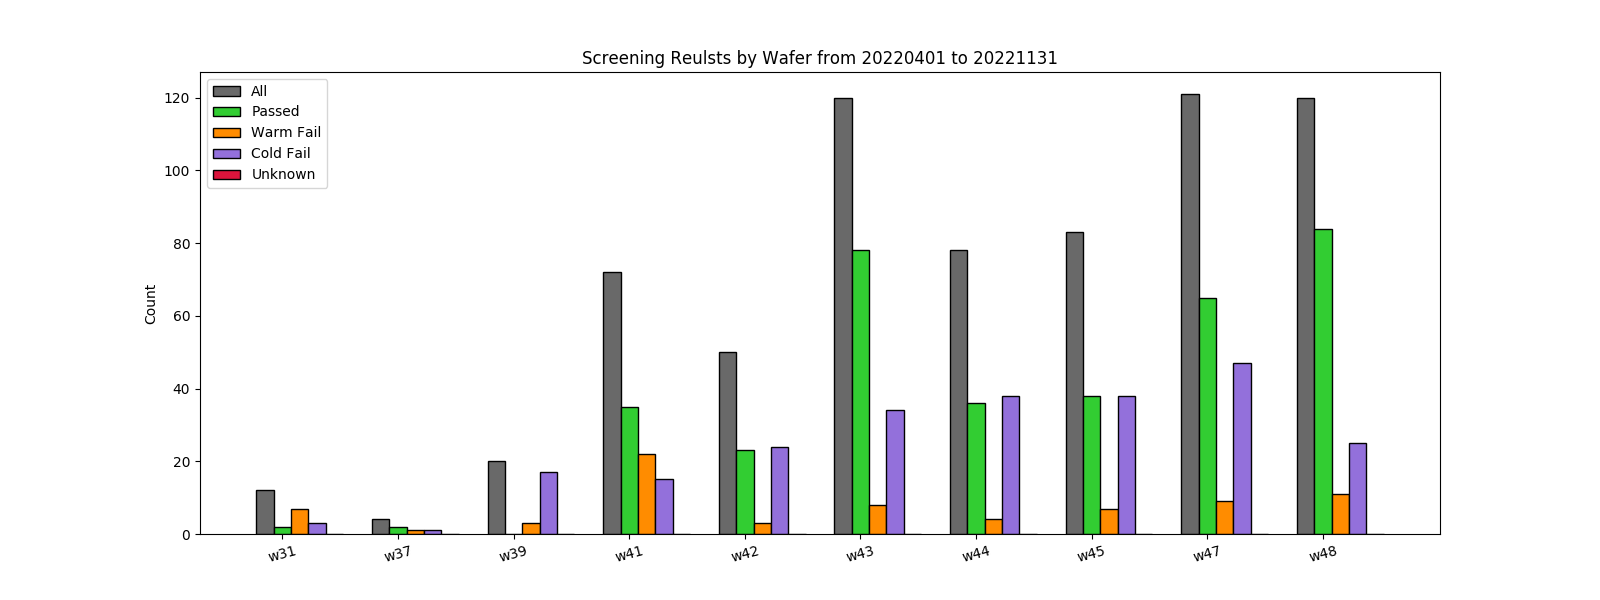 Screening Reulsts by Wafer from 20220401 to 20221131
All
Passed
Warm Fail
Cold Fail
Unknown
Count
120
100
80
60
40
20
0
w31 w37 w39 w41 w42 w43 w44 w45 w47 w48